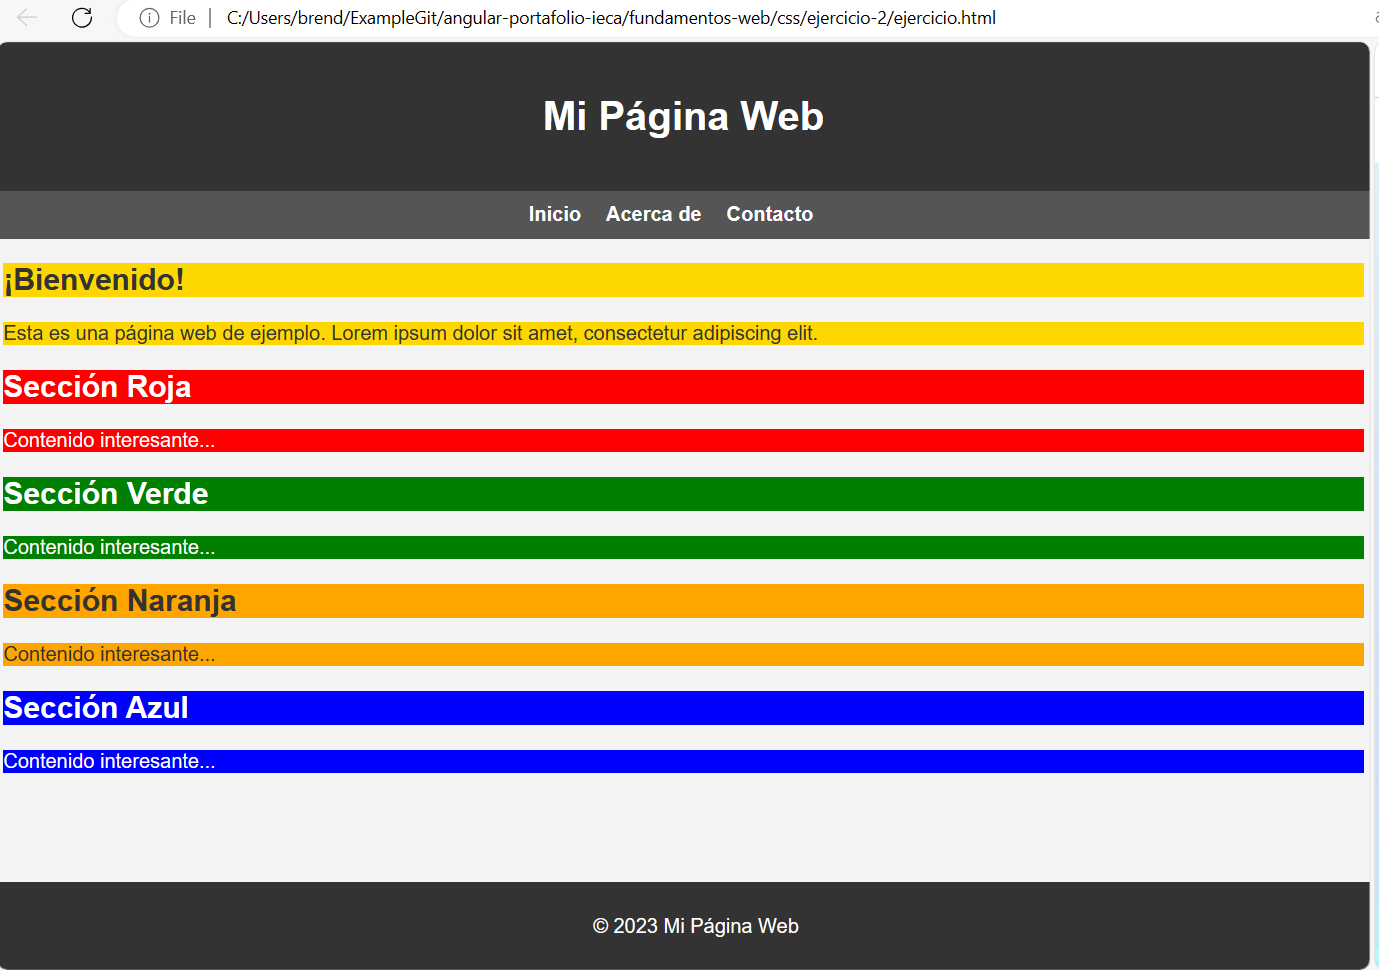 File | C:/Users/brend/ExampleGit/angular-portafolio-ieca/fundamentos-web/css/ejercicio-2/ejercicio.html
Mi Página Web
Inicio Acerca de Contacto
¡Bienvenido!
Esta es una página web de ejemplo. Lorem ipsum dolor sit amet, consectetur adipiscing elit.
Sección Roja
Contenido interesante...
Sección Verde
Contenido interesante...
Sección Naranja
Contenido interesante...
Sección Azul
Contenido interesante...
© 2023 Mi Página Web